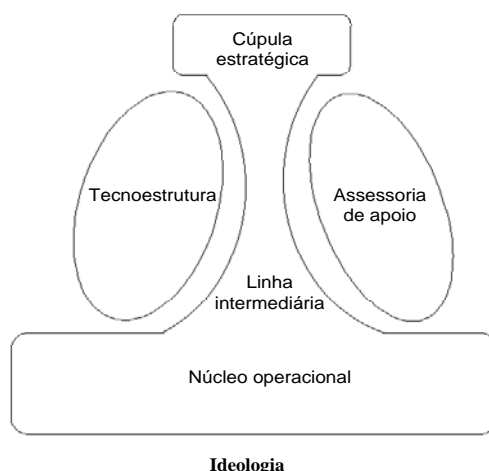 Cúpula
estratégica
Tecnoestrutura
Assessoria
de apoio
Linha
intermediária
Núcleo operacional
Ideologia